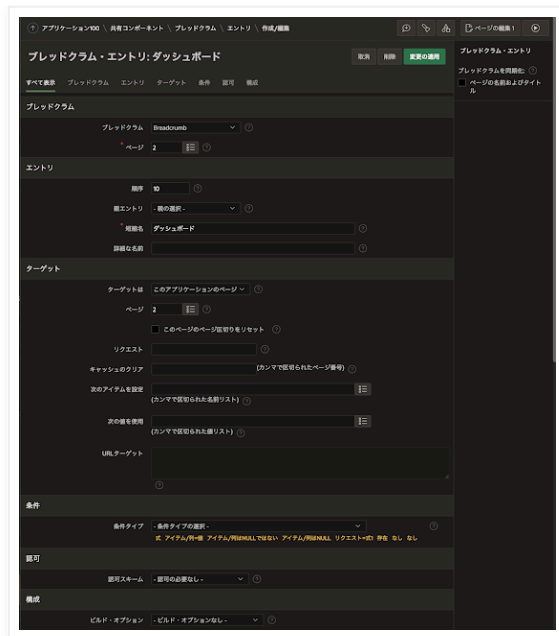 アプリケーション100 \ 共有コンポーネント \ ブレッドクラム \ エントリ \ 作成/編集
ページの編集 1
ブレッドクラム・エントリ: ダッシュボード
取消 削除 変更の適用
すべて表示 ブレッドクラム エントリ ターゲット 条件 認可 構成
ブレッドクラム
ブレッドクラム Breadcrumb
* ページ 2
エントリ
順序 10
親エントリ - 親の選択 -
* 短縮名 ダッシュボード
詳細な名前
ターゲット
ターゲットは このアプリケーションのページ
ページ 2
このページのページ区切りをリセット
リクエスト
キャッシュのクリア (カンマで区切られたページ番号)
次のアイテムを設定
(カンマで区切られた名前リスト)
次の値を使用
(カンマで区切られた値リスト)
URLターゲット
条件
条件タイプ - 条件タイプの選択 -
式 アイテム/列=値 アイテム/列はNULLではない アイテム/列はNULL リクエスト=式1 存在 なし なし
認可
認可スキーム - 認可の必要なし -
構成
ビルド・オプション - ビルド・オプションなし -
ブレッドクラム・エントリ
ブレッドクラムを同期化:
ページの名前およびタイト
ル